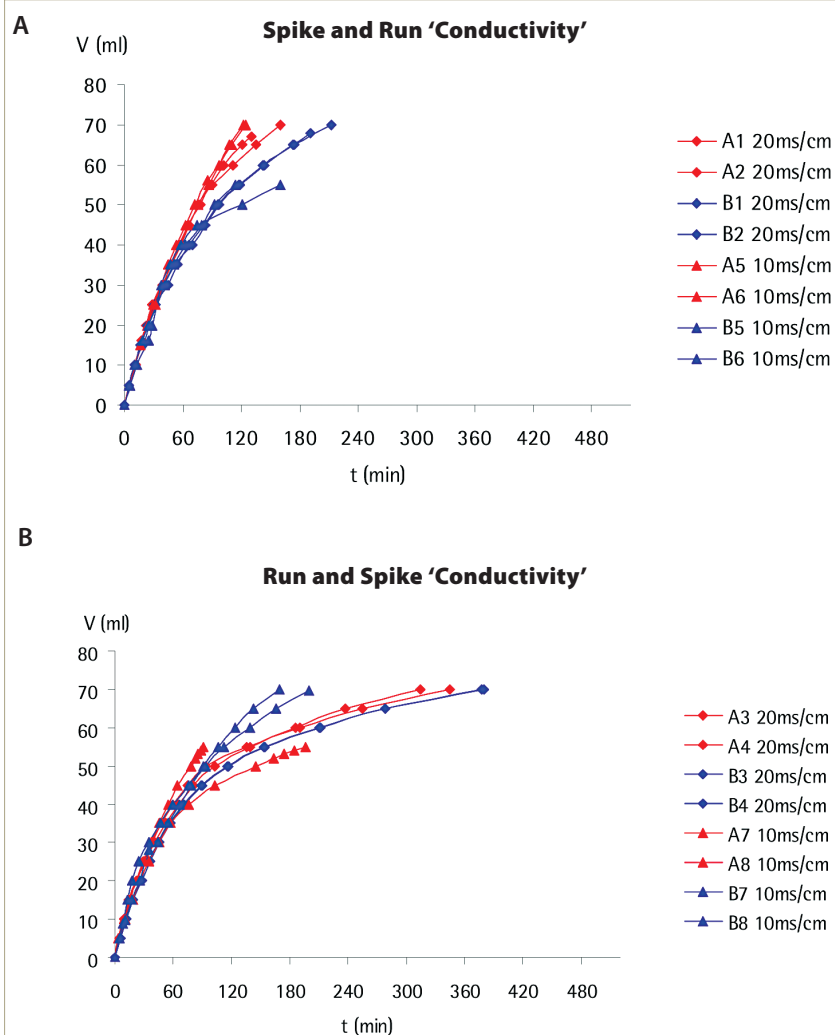 A
Spike and Run ‘Conductivity’
V (ml)
80
70
60
50
40
30
20
10
0
0 60 120 180 240 300 360 420 480
t (min)
A1 20ms/cm
A2 20ms/cm
B1 20ms/cm
B2 20ms/cm
A5 10ms/cm
A6 10ms/cm
B5 10ms/cm
B6 10ms/cm
B
Run and Spike ‘Conductivity’
V (ml)
80
70
60
50
40
30
20
10
0
0 60 120 180 240 300 360 420 480
t (min)
A3 20ms/cm
A4 20ms/cm
B3 20ms/cm
B4 20ms/cm
A7 10ms/cm
A8 10ms/cm
B7 10ms/cm
B8 10ms/cm